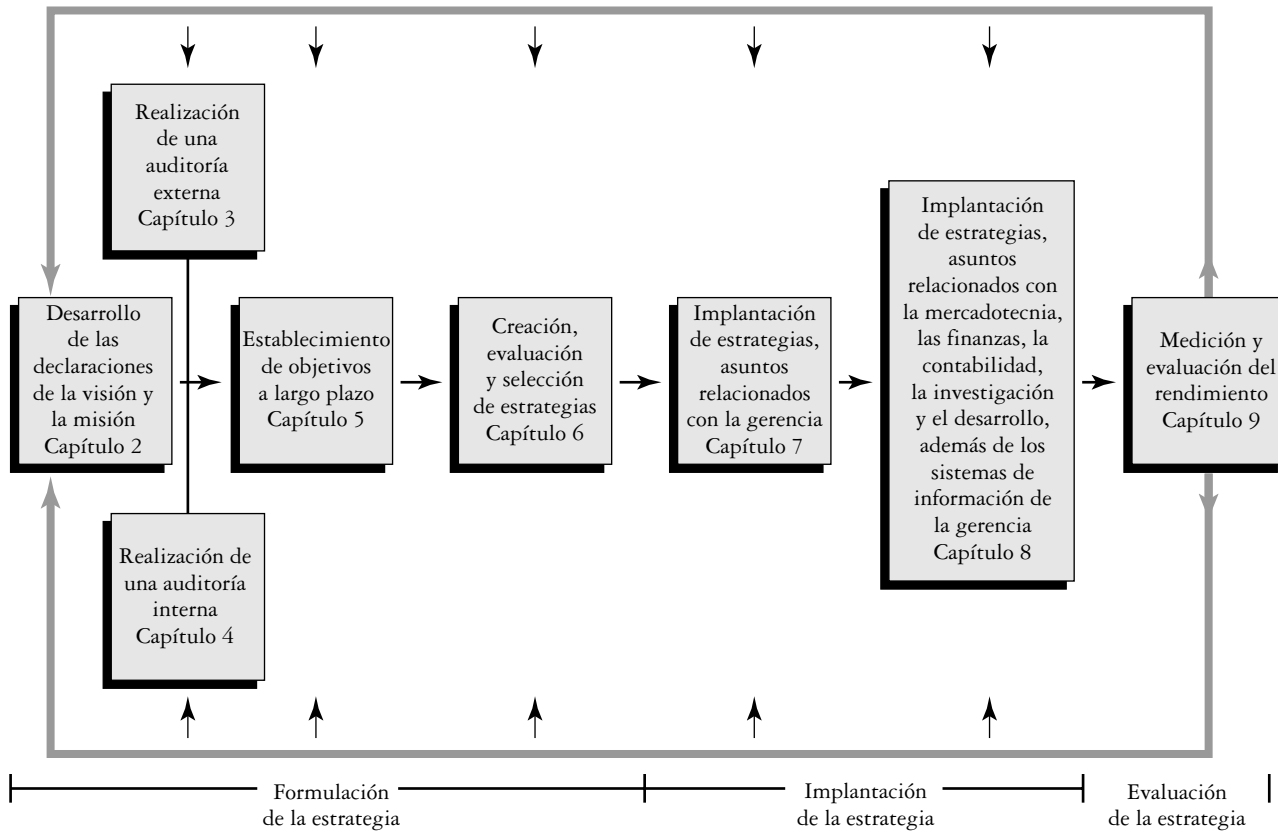 Realización
de una
auditoría
externa
Capítulo 3
Desarrollo
de las
declaraciones
de la visión y
la misión
Capítulo 2
Realización de
una auditoría
interna
Capítulo 4
Establecimiento
de objetivos
a largo plazo
Capítulo 5
Creación,
evaluación
y selección
de estrategias
Capítulo 6
Implantación
de estrategias,
asuntos
relacionados
con la gerencia
Capítulo 7
Implantación
de estrategias,
asuntos
relacionados con
la mercadotecnia,
las finanzas, la
contabilidad,
la investigación
y el desarrollo,
además de los
sistemas de
información de
la gerencia
Capítulo 8
Medición y
evaluación del
rendimiento
Capítulo 9
Formulación
de la estrategia
Implantación
de la estrategia
Evaluación
de la estrategia